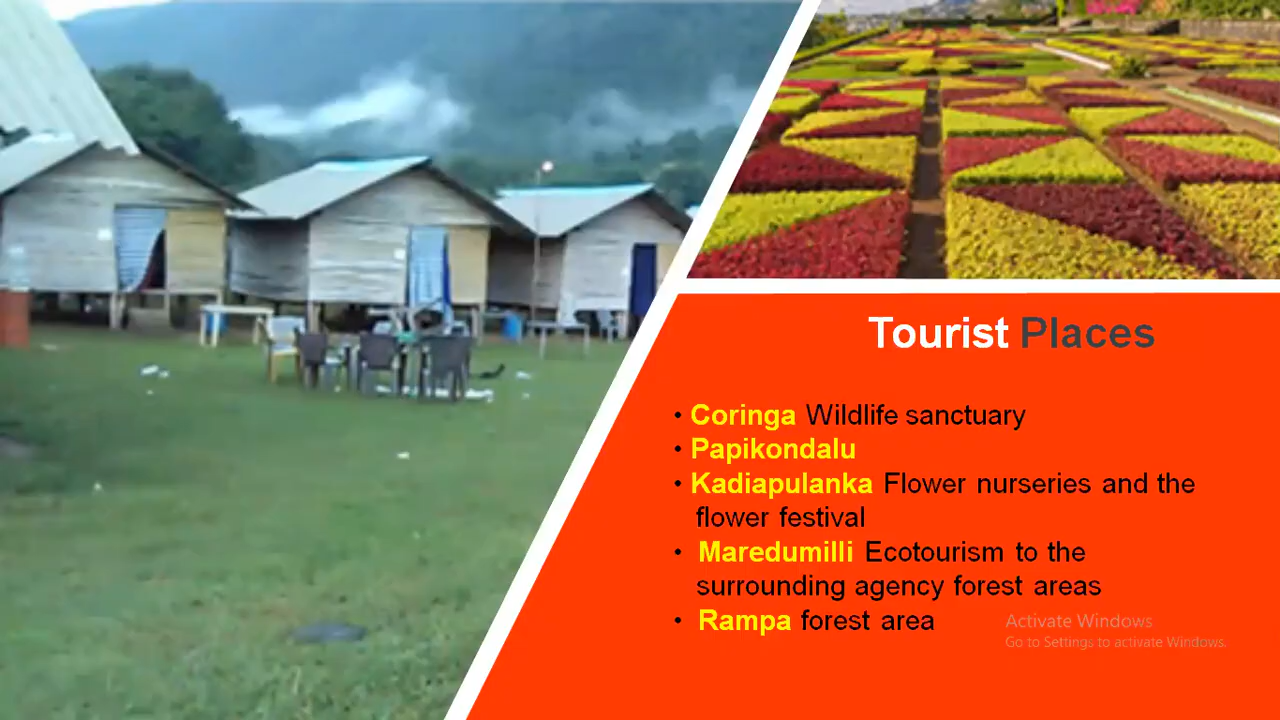 Tourist Places
• Coringa Wildlife sanctuary
• Papikondalu
• Kadiapulanka Flower nurseries and the
flower festival
• Maredumilli Ecotourism to the
surrounding agency forest areas
• Rampa forest area
Activate Windows
Go to Settings to activate Windows.